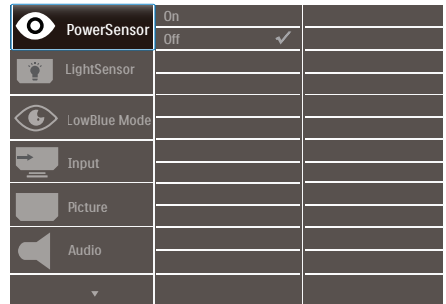 PowerSensor
On
Off
LightSensor
LowBlue Mode
Input
Picture
Audio